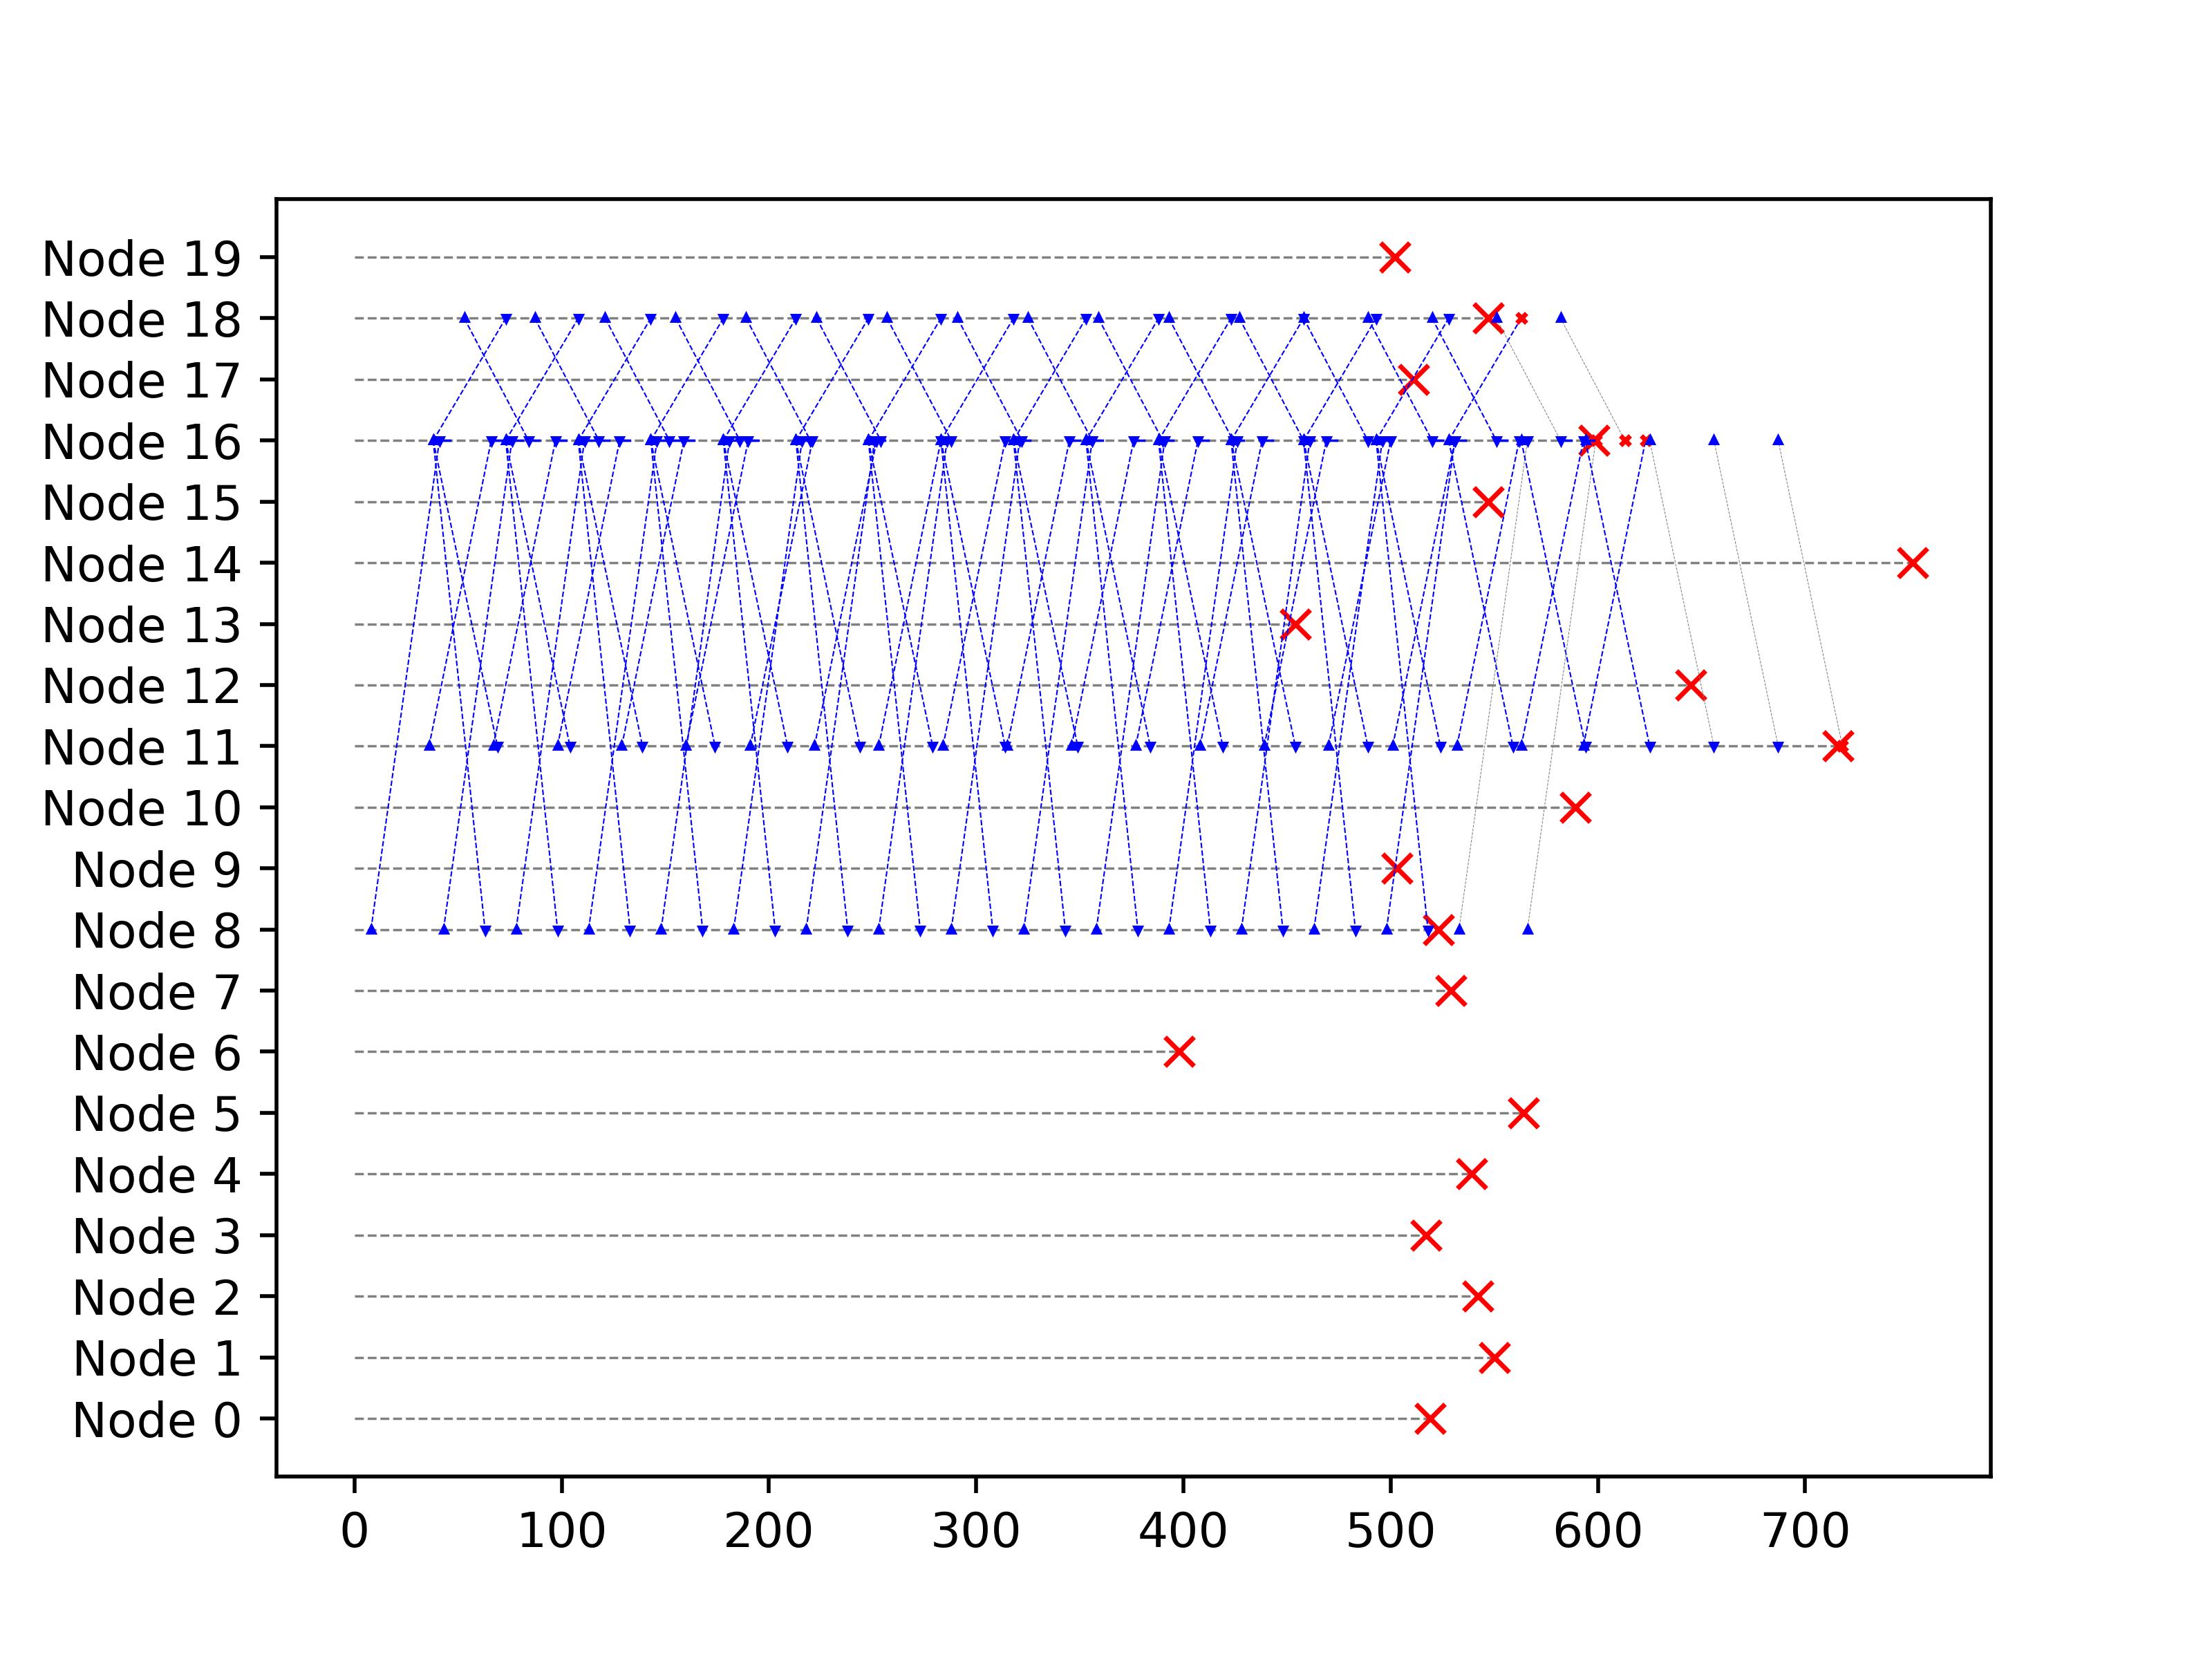 Node 19
Node 18
Node 17
Node 16
Node 15
Node 14
Node 13
Node 12
Node 11
Node 10
Node 9
Node 8
Node 7
Node 6
Node 5
Node 4
Node 3
Node 2
Node 1
Node 0
0 100 200 300 400 500 600 700